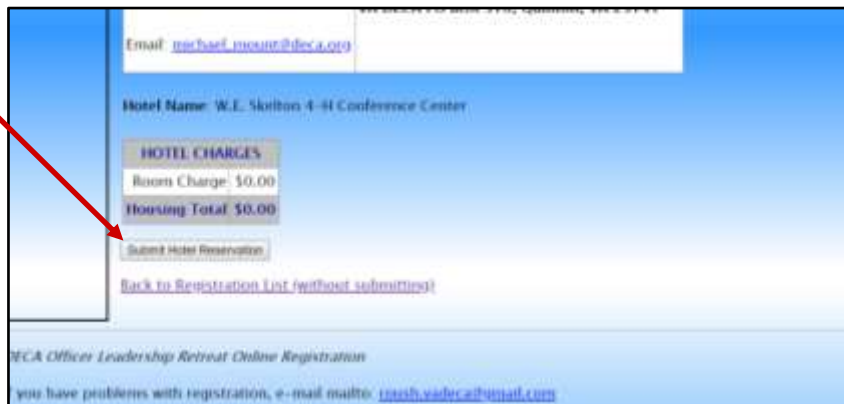 Email: michael_mount@deca.org
Hotel Name: W.E. Skelton 4-H Conference Center
HOTEL CHARGES
Room Charge $0.00
Housing Total $0.00
Submit Hotel Reservation
Back to Registration List (without submitting)
DECA Officer Leadership Retreat Online Registration
you have problems with registration, e-mail mailto: